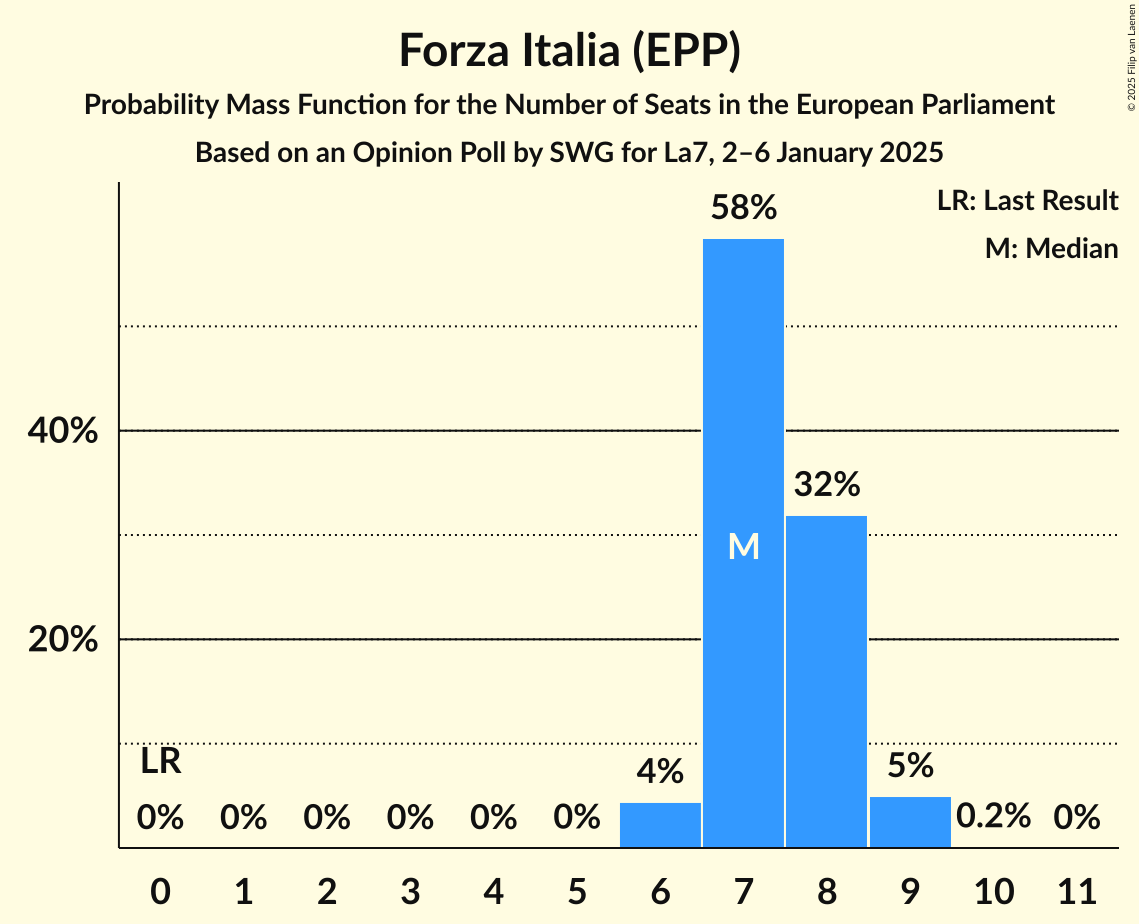 Forza Italia (EPP)
Probability Mass Function for the Number of Seats in the European Parliament
Based on an Opinion Poll by SWG for La7, 2–6 January 2025
© 2025 Filip van Laenen
LR: Last Result
M: Median
58%
40%
32%
M
20%
LR
0% 0% 0% 0% 0% 0% 4% 5% 0.2% 0%
0 1 2 3 4 5 6 7 8 9 10 11